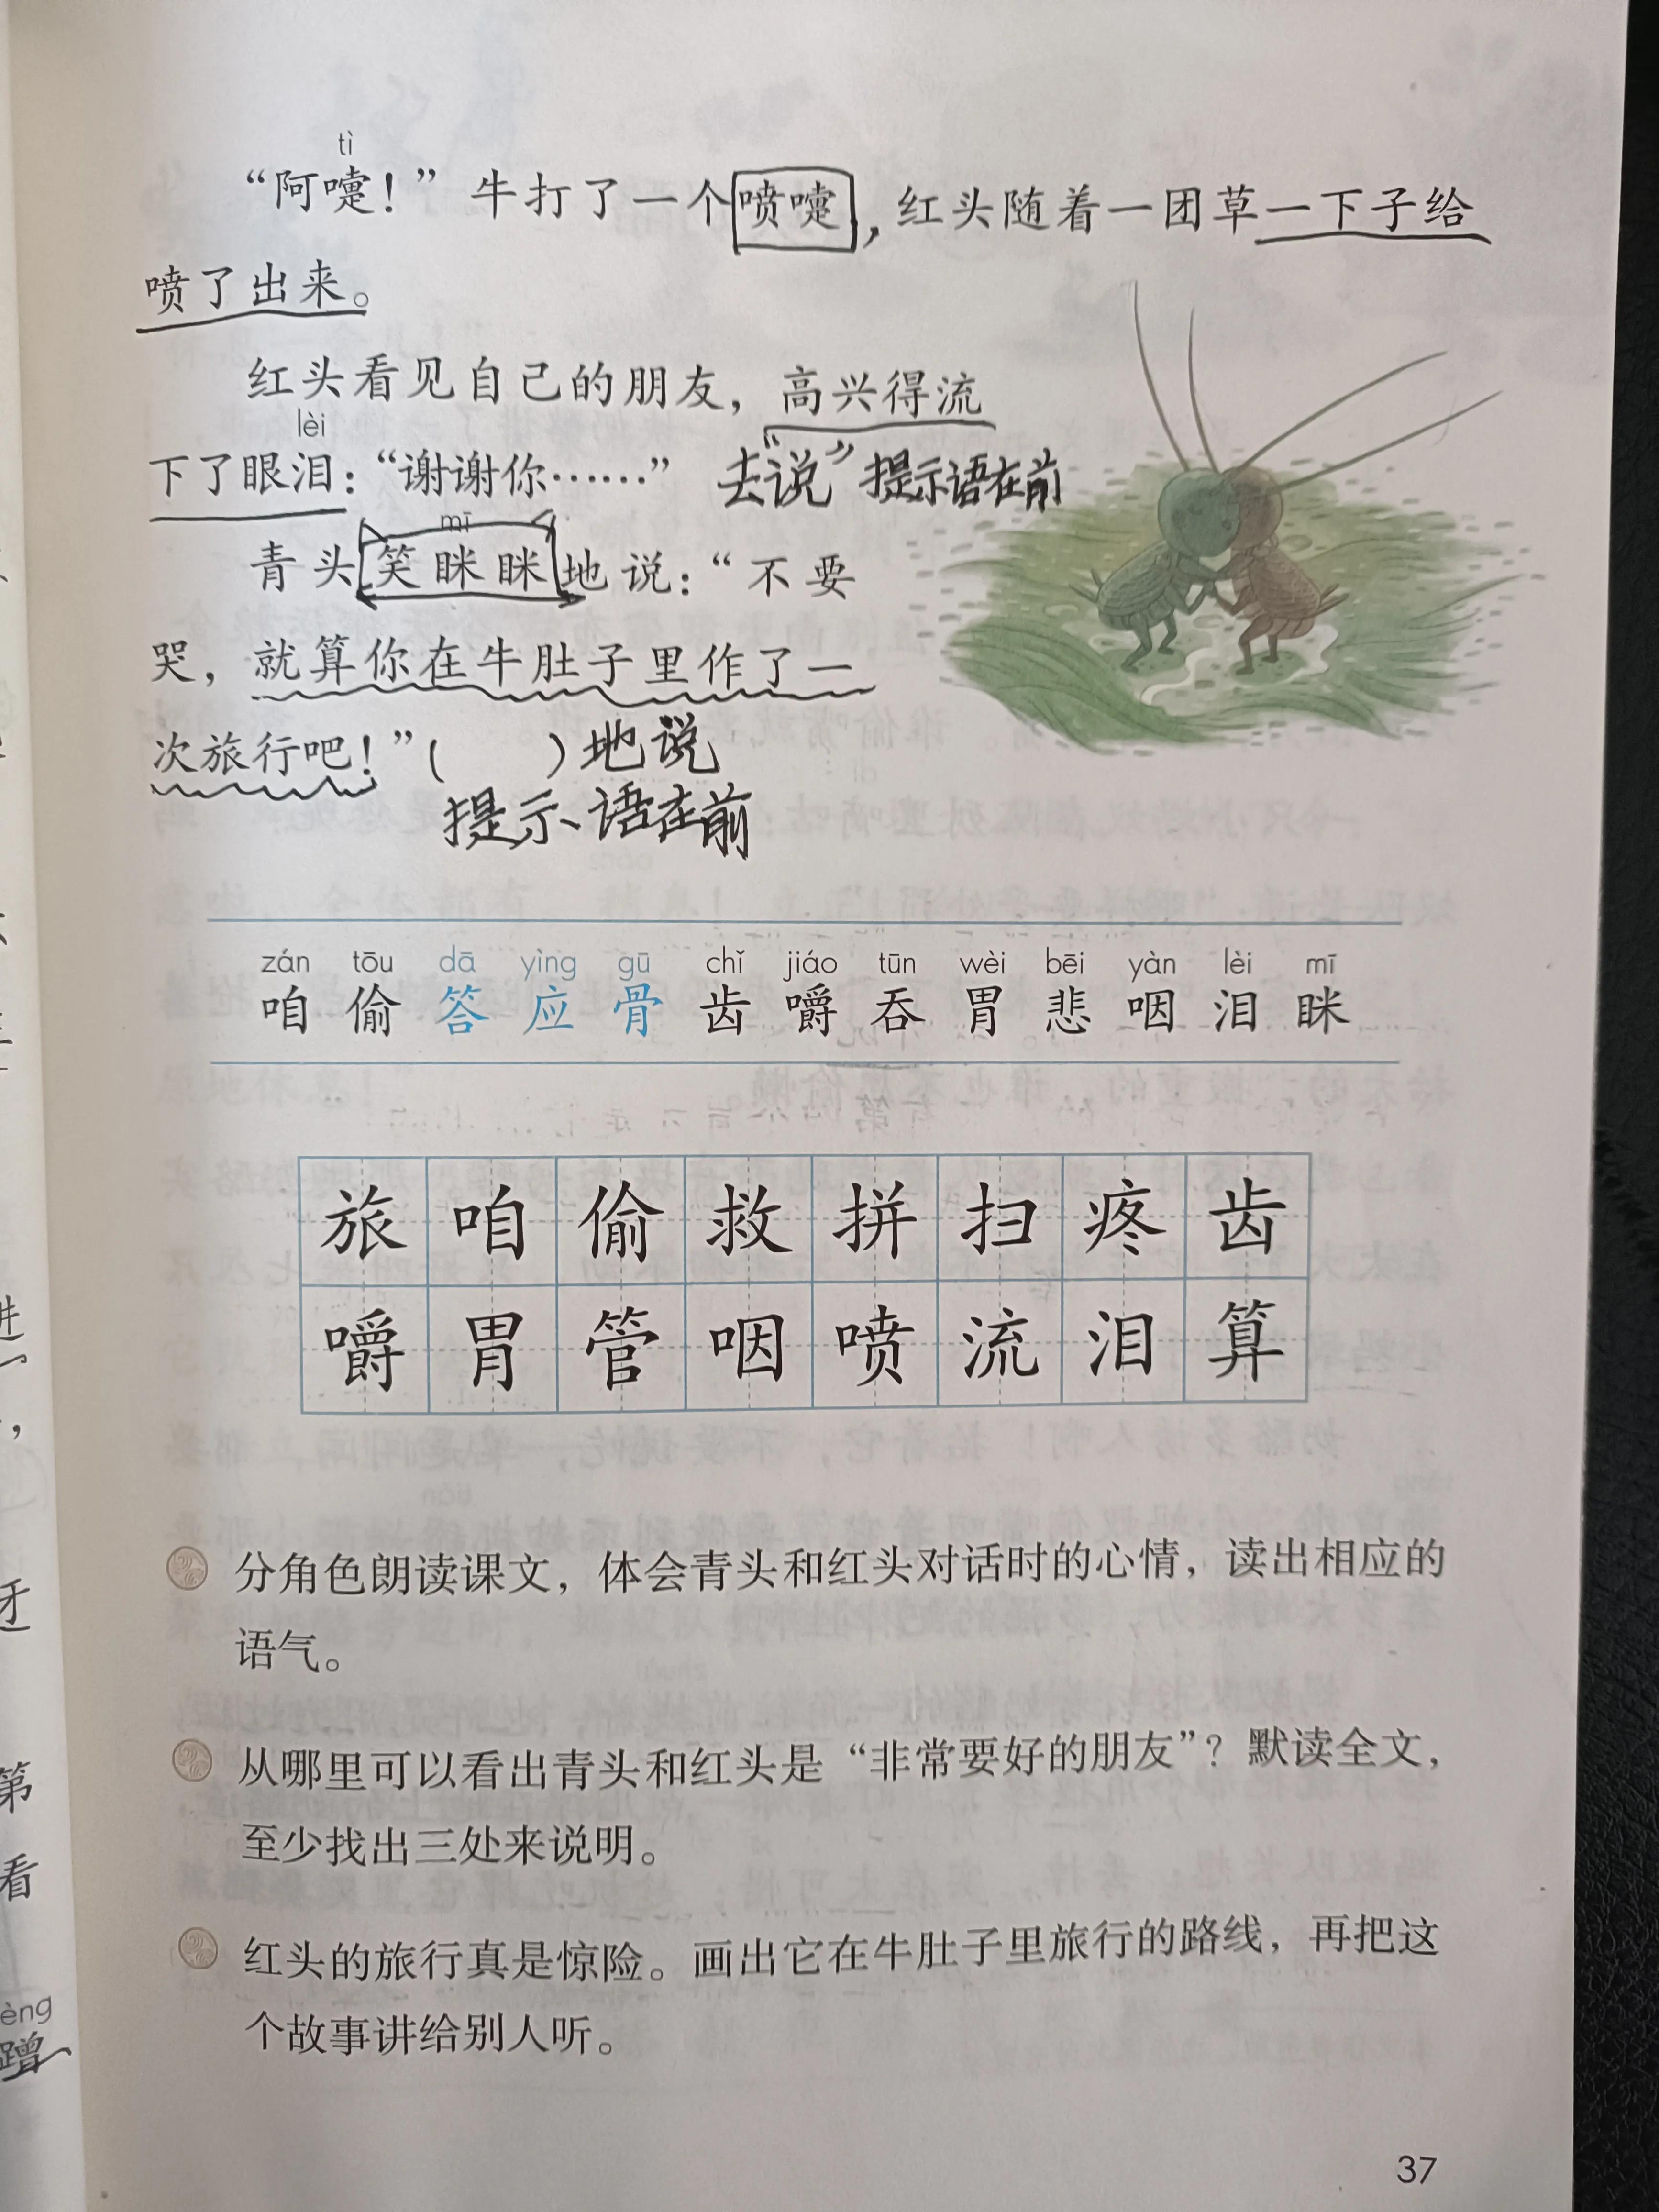 tì
“阿嚏！”牛打了一个喷嚏，红头随着一团草一下子给
喷了出来。
红头看见自己的朋友，高兴得流
lèi
下了眼泪：“谢谢你……” 去“说”提示语在前
mī
青头笑眯眯地说：“不要
哭，就算你在牛肚子里作了一
次旅行吧！”（ ）地说
提示语在前
zán tōu dā yìng gū chǐ jiáo tūn wèi bēi yàn lèi mī
咱 偷 答 应 骨 齿 嚼 吞 胃 悲 咽 泪 眯
旅 咱 偷 救 拼 扫 疼 齿
嚼 胃 管 咽 喷 流 泪 算
分角色朗读课文，体会青头和红头对话时的心情，读出相应的
语气。
从哪里可以看出青头和红头是“非常要好的朋友”？默读全文，
至少找出三处来说明。
红头的旅行真是惊险。画出它在牛肚子里旅行的路线，再把这
个故事讲给别人听。
37
第
看
èng
蹭